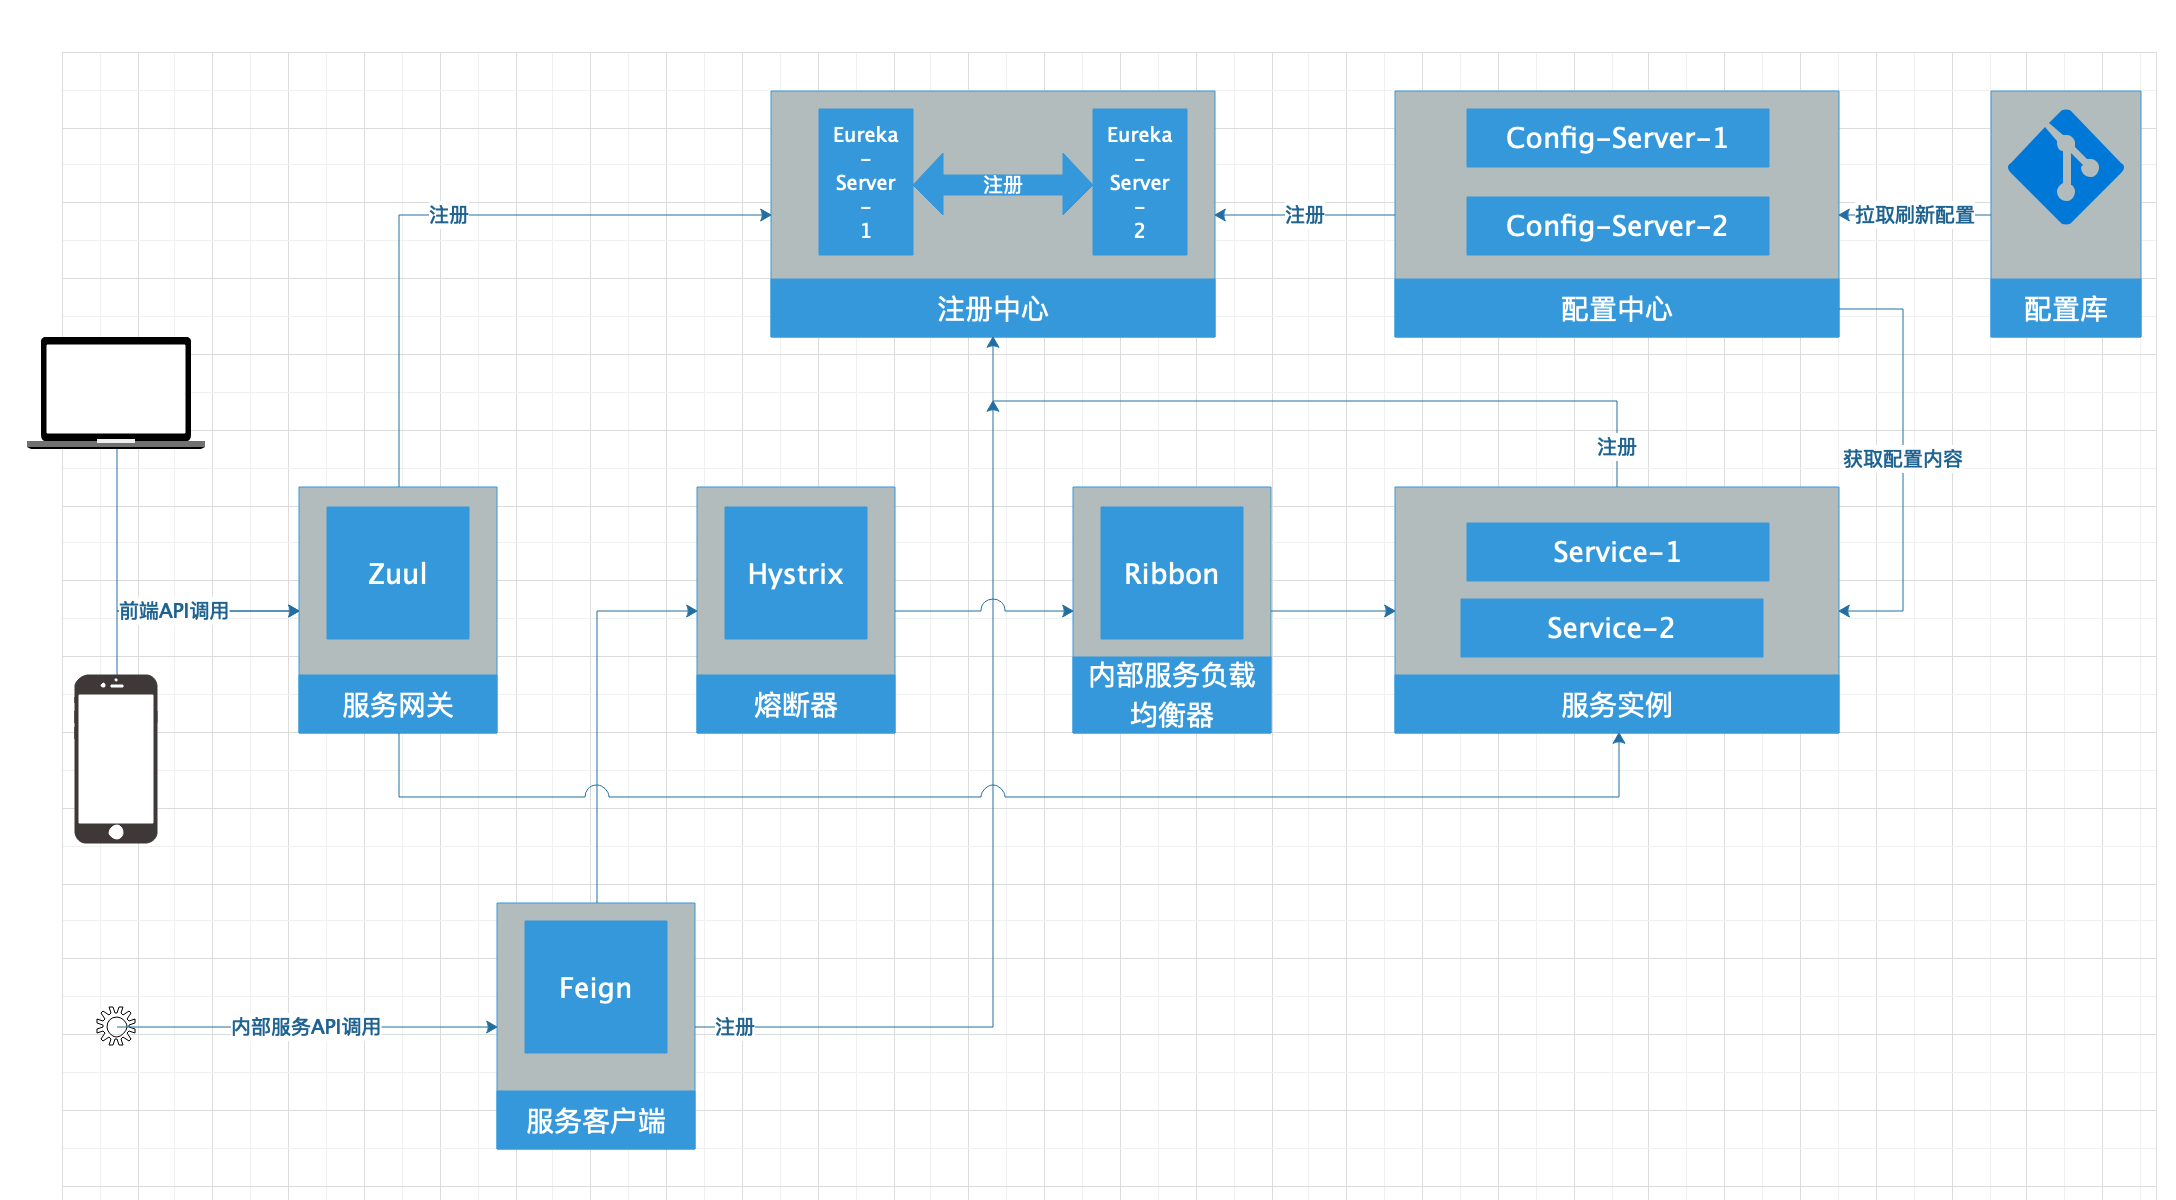 Eureka
-
Server
-
1
注册
Eureka
-
Server
-
2
注册中心
Config-Server-1
Config-Server-2
配置中心
配置库
注册
注册
拉取刷新配置
注册
获取配置内容
前端API调用
Zuul
服务网关
Hystrix
熔断器
Ribbon
内部服务负载
均衡器
Service-1
Service-2
服务实例
内部服务API调用
Feign
服务客户端
注册